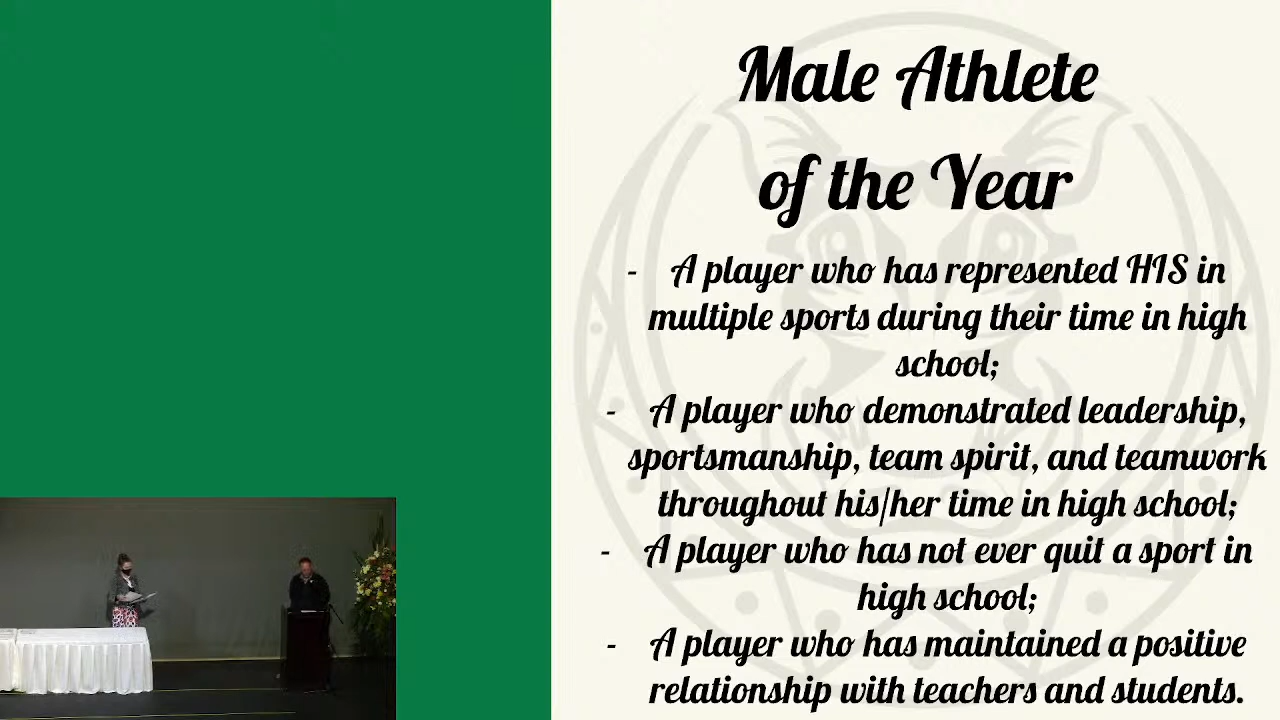 Male Athlete
of the Year
- A player who has represented HIS in
multiple sports during their time in high
school;
- A player who demonstrated leadership,
sportsmanship, team spirit, and teamwork
throughout his/her time in high school;
- A player who has not ever quit a sport in
high school;
- A player who has maintained a positive
relationship with teachers and students.